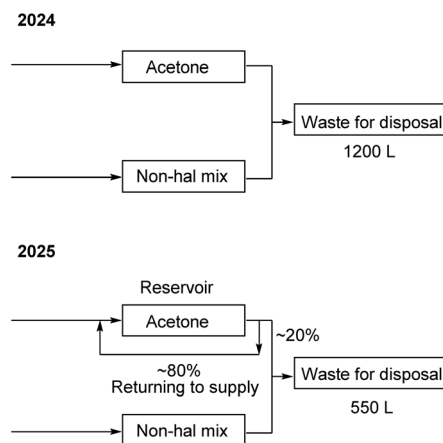 2024
Acetone
Waste for disposal
1200 L
Non-hal mix
2025
Reservoir
Acetone
~20%
~80%
Returning to supply
Waste for disposal
550 L
Non-hal mix